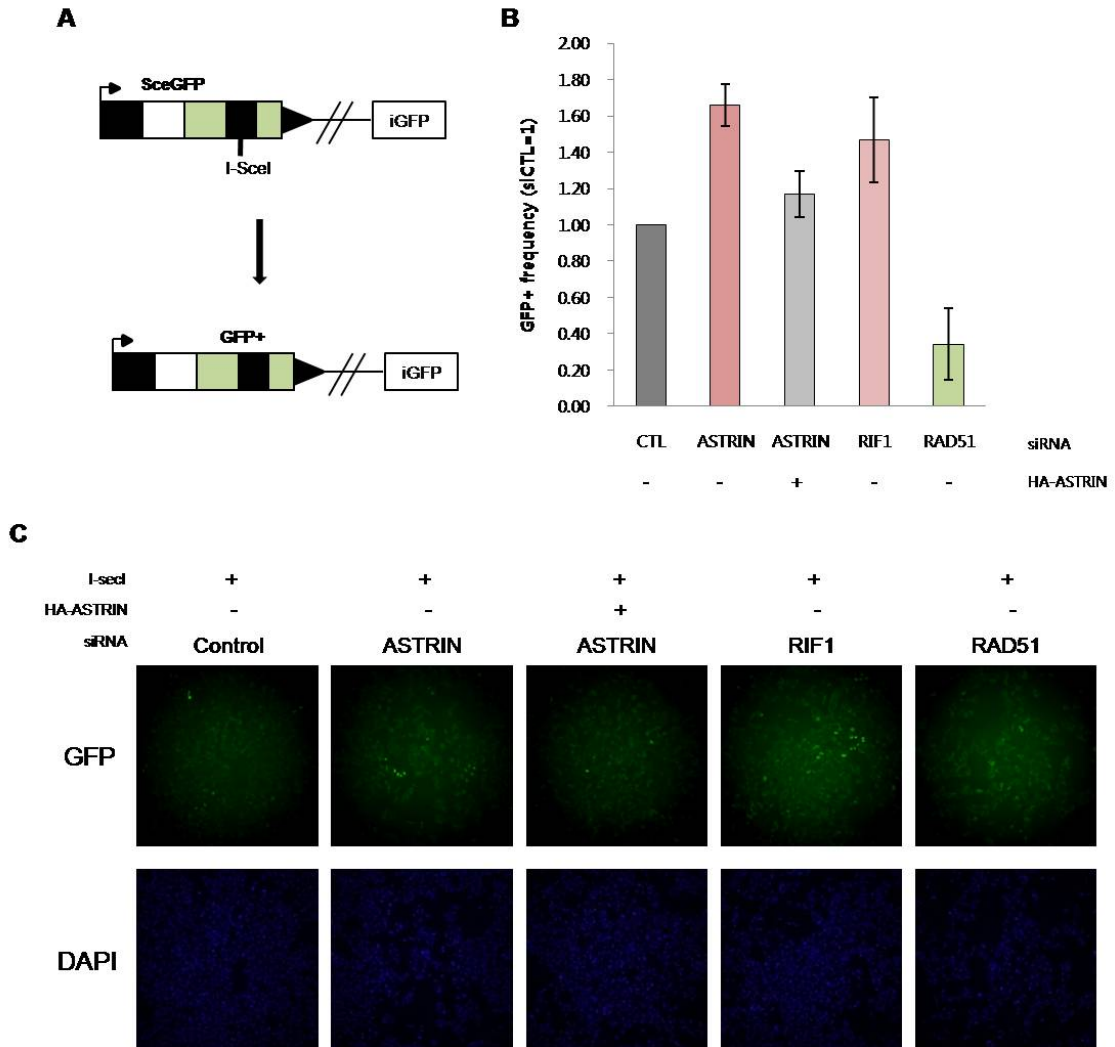 A
SceGFP
iGFP
I-SceI
GFP+
iGFP
B
GFP+ frequency (siCTL=1)
2.00
1.80
1.60
1.40
1.20
1.00
0.80
0.60
0.40
0.20
0.00
CTL ASTRIN ASTRIN RIF1 RAD51 siRNA
- - + - - HA-ASTRIN
C
I-secI + + + + +
HA-ASTRIN - - + - -
siRNA Control ASTRIN ASTRIN RIF1 RAD51
GFP
DAPI